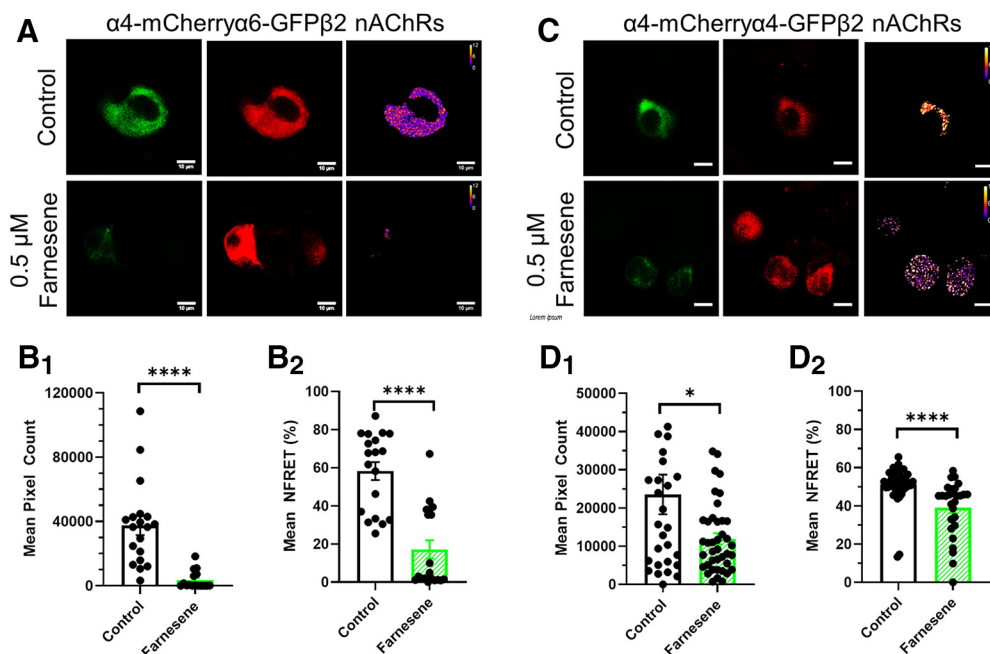 A
α4-mCherryα6-GFPβ2 nAChRs
Control
12
6
0
10 µm
10 µm
10 µm
0.5 µM
Farnesene
12
6
0
10 µm
10 µm
10 µm
C
α4-mCherryα4-GFPβ2 nAChRs
Control
0.5 µM
Farnesene
Lorem Ipsum
B1
****
Mean Pixel Count
120000
80000
40000
0
Control
Farnesene
B2
****
Mean NFRET (%)
100
80
60
40
20
0
Control
Farnesene
D1
*
Mean Pixel Count
50000
40000
30000
20000
10000
0
Control
Farnesene
D2
****
Mean NFRET (%)
100
80
60
40
20
0
Control
Farnesene